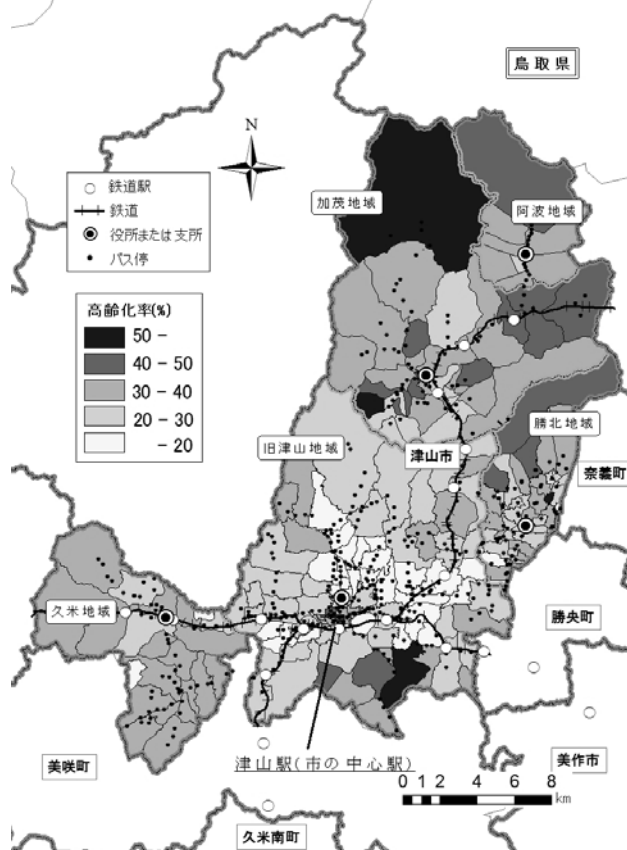 鳥取県
N
鉄道駅
鉄道
役所または支所
バス停
加茂地域
阿波地域
高齢化率(%)
50 -
40 - 50
30 - 40
20 - 30
- 20
勝北地域
旧津山地域
津山市
奈義町
久米地域
勝央町
津山駅(市の中心駅)
美咲町
美作市
0 1 2 4 6 8
km
久米南町